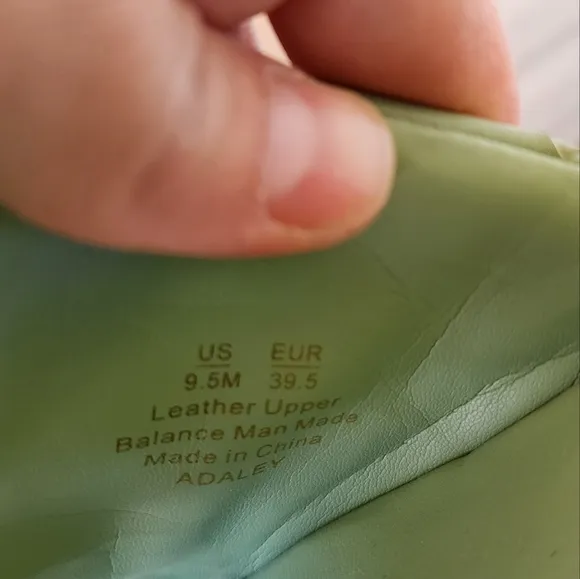 US EUR
9.5M 39.5
Leather Upper
Balance Man Made
Made in China
ADALEY